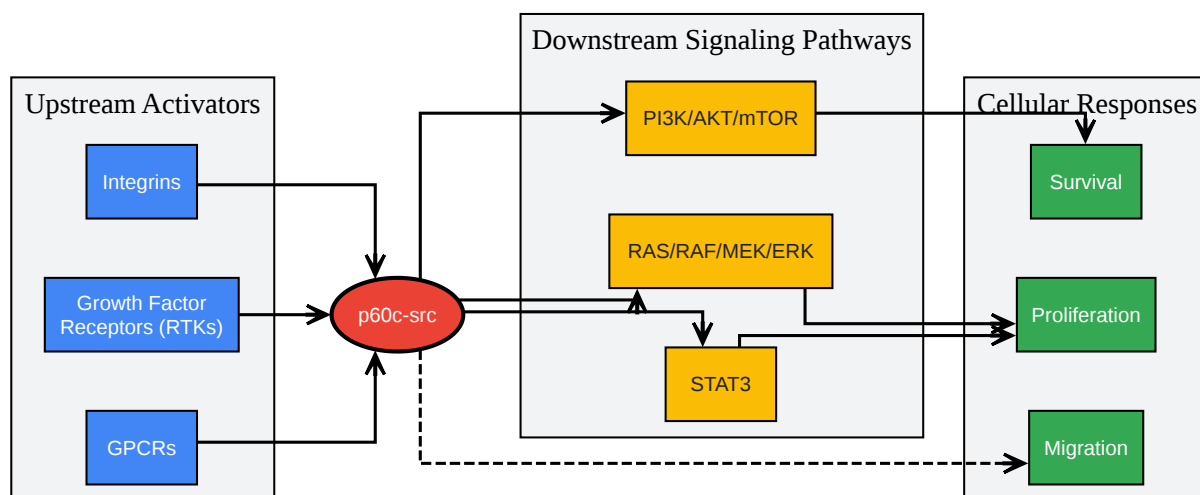 Upstream Activators
Integrins
Growth Factor
Receptors (RTKs)
GPCRs
p60c-src
Downstream Signaling Pathways
PI3K/AKT/mTOR
RAS/RAF/MEK/ERK
STAT3
Cellular Responses
Survival
Proliferation
Migration